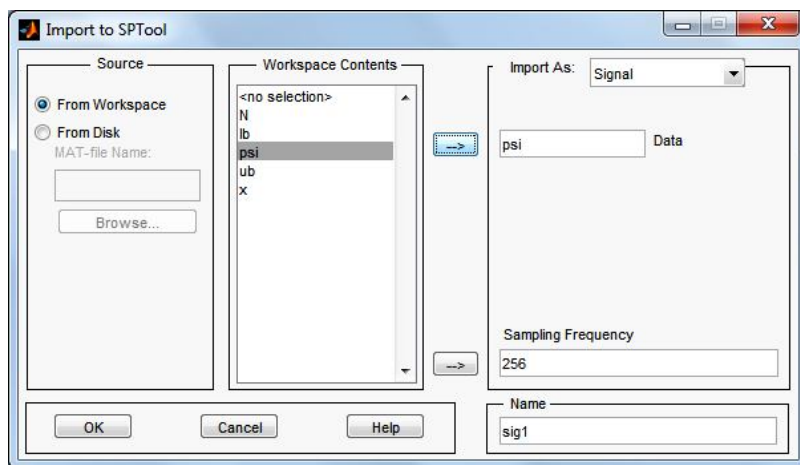 Import to SPTool
Source
From Workspace
From Disk
MAT-file Name:
Browse...
Workspace Contents
<no selection>
N
lb
psi
ub
x
-->
-->
Import As: Signal
psi Data
Sampling Frequency
256
OK Cancel Help
Name
sig1